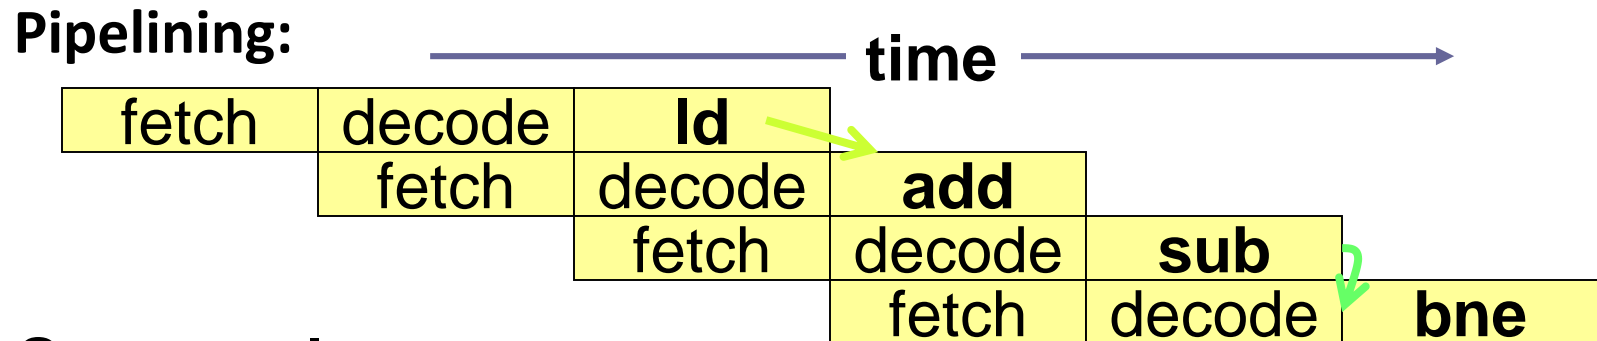 Pipelining:
time
fetch decode ld
fetch decode add
fetch decode sub
fetch decode bne